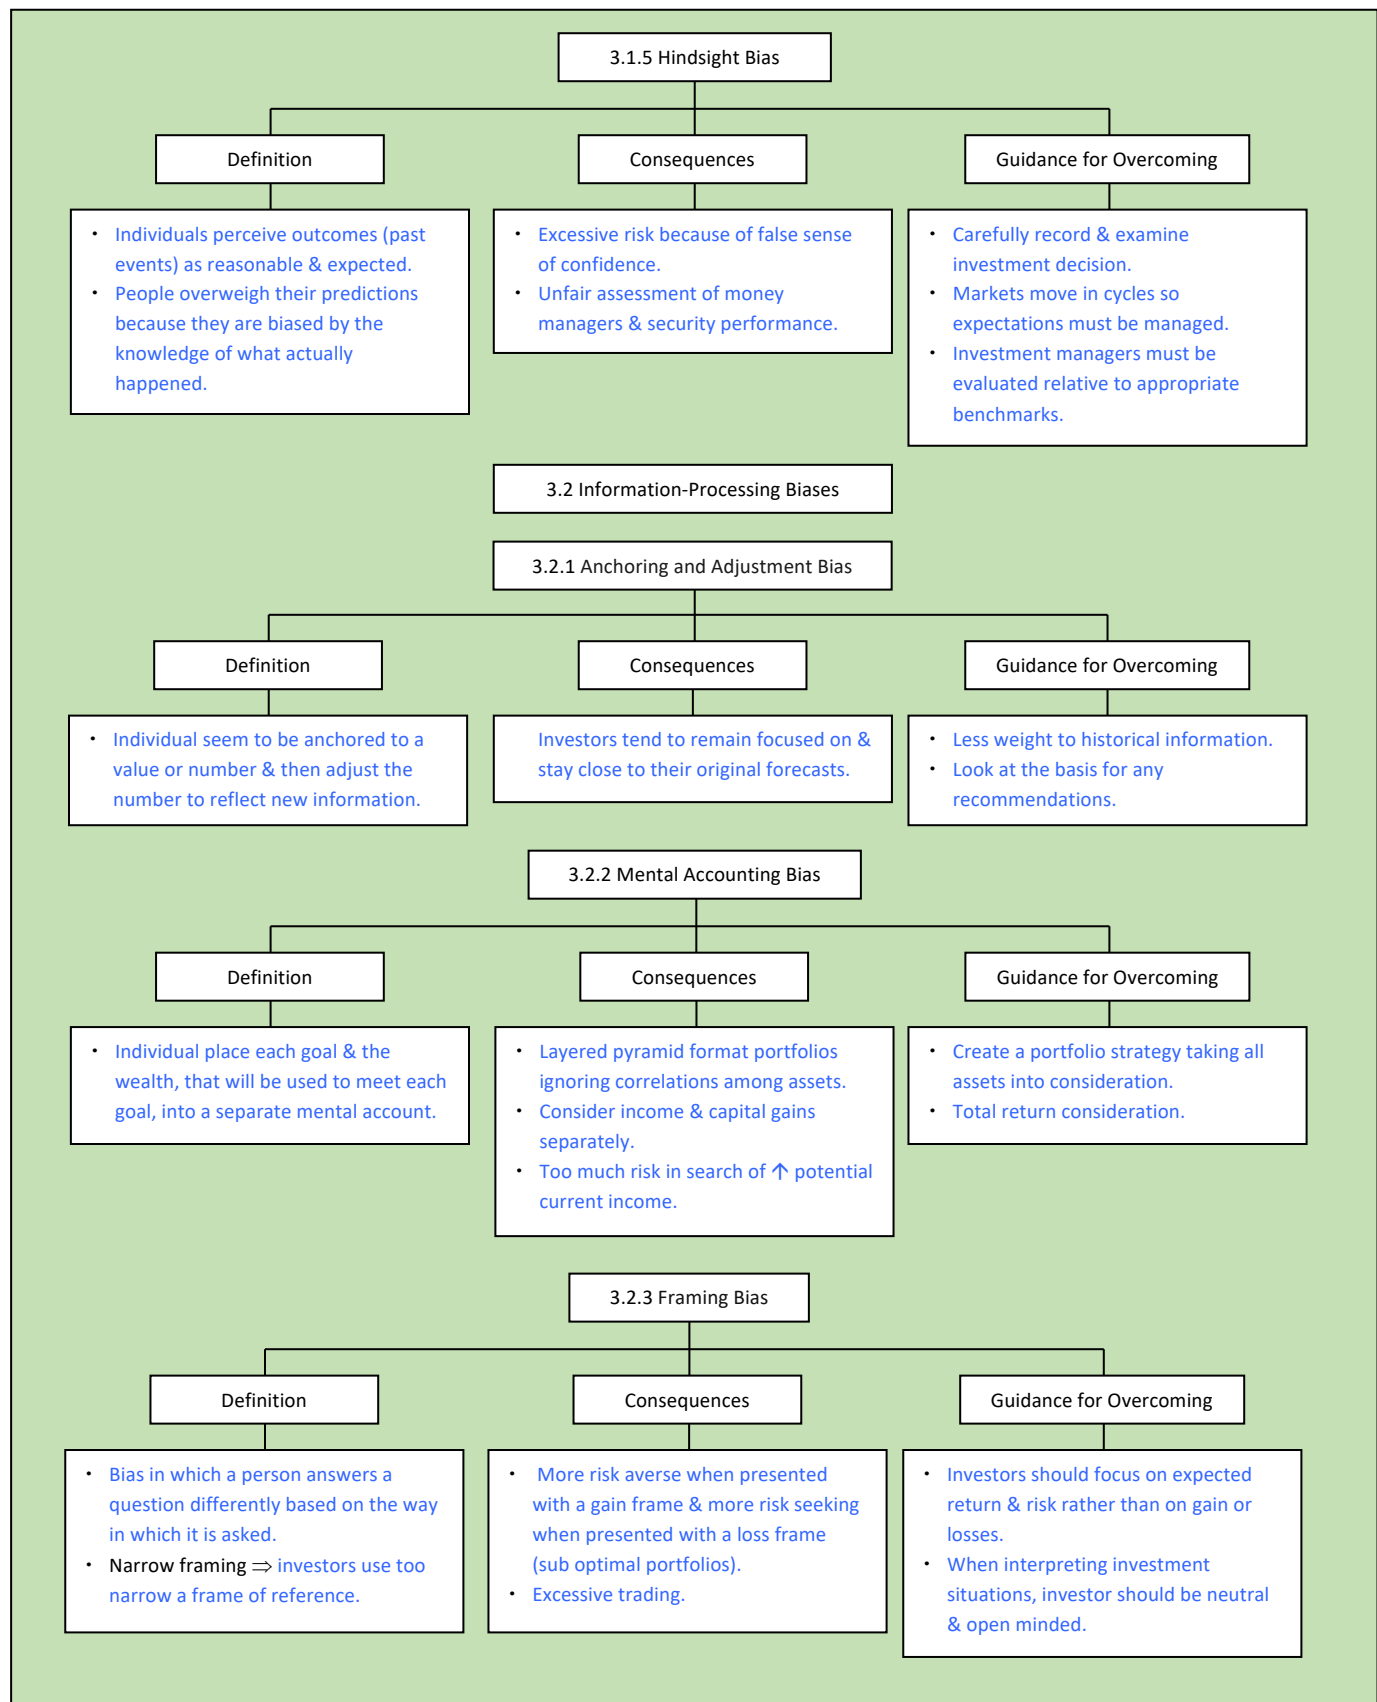 3.1.5 Hindsight Bias
Definition
• Individuals perceive outcomes (past
events) as reasonable & expected.
• People overweigh their predictions
because they are biased by the
knowledge of what actually
happened.
Consequences
• Excessive risk because of false sense
of confidence.
• Unfair assessment of money
managers & security performance.
Guidance for Overcoming
• Carefully record & examine
investment decision.
• Markets move in cycles so
expectations must be managed.
• Investment managers must be
evaluated relative to appropriate
benchmarks.
3.2 Information-Processing Biases
3.2.1 Anchoring and Adjustment Bias
Definition
• Individual seem to be anchored to a
value or number & then adjust the
number to reflect new information.
Consequences
Investors tend to remain focused on &
stay close to their original forecasts.
Guidance for Overcoming
• Less weight to historical information.
• Look at the basis for any
recommendations.
3.2.2 Mental Accounting Bias
Definition
• Individual place each goal & the
wealth, that will be used to meet each
goal, into a separate mental account.
Consequences
• Layered pyramid format portfolios
ignoring correlations among assets.
• Consider income & capital gains
separately.
• Too much risk in search of ↑ potential
current income.
Guidance for Overcoming
• Create a portfolio strategy taking all
assets into consideration.
• Total return consideration.
3.2.3 Framing Bias
Definition
• Bias in which a person answers a
question differently based on the way
in which it is asked.
• Narrow framing ⇒ investors use too
narrow a frame of reference.
Consequences
• More risk averse when presented
with a gain frame & more risk seeking
when presented with a loss frame
(sub optimal portfolios).
• Excessive trading.
Guidance for Overcoming
• Investors should focus on expected
return & risk rather than on gain or
losses.
• When interpreting investment
situations, investor should be neutral
& open minded.